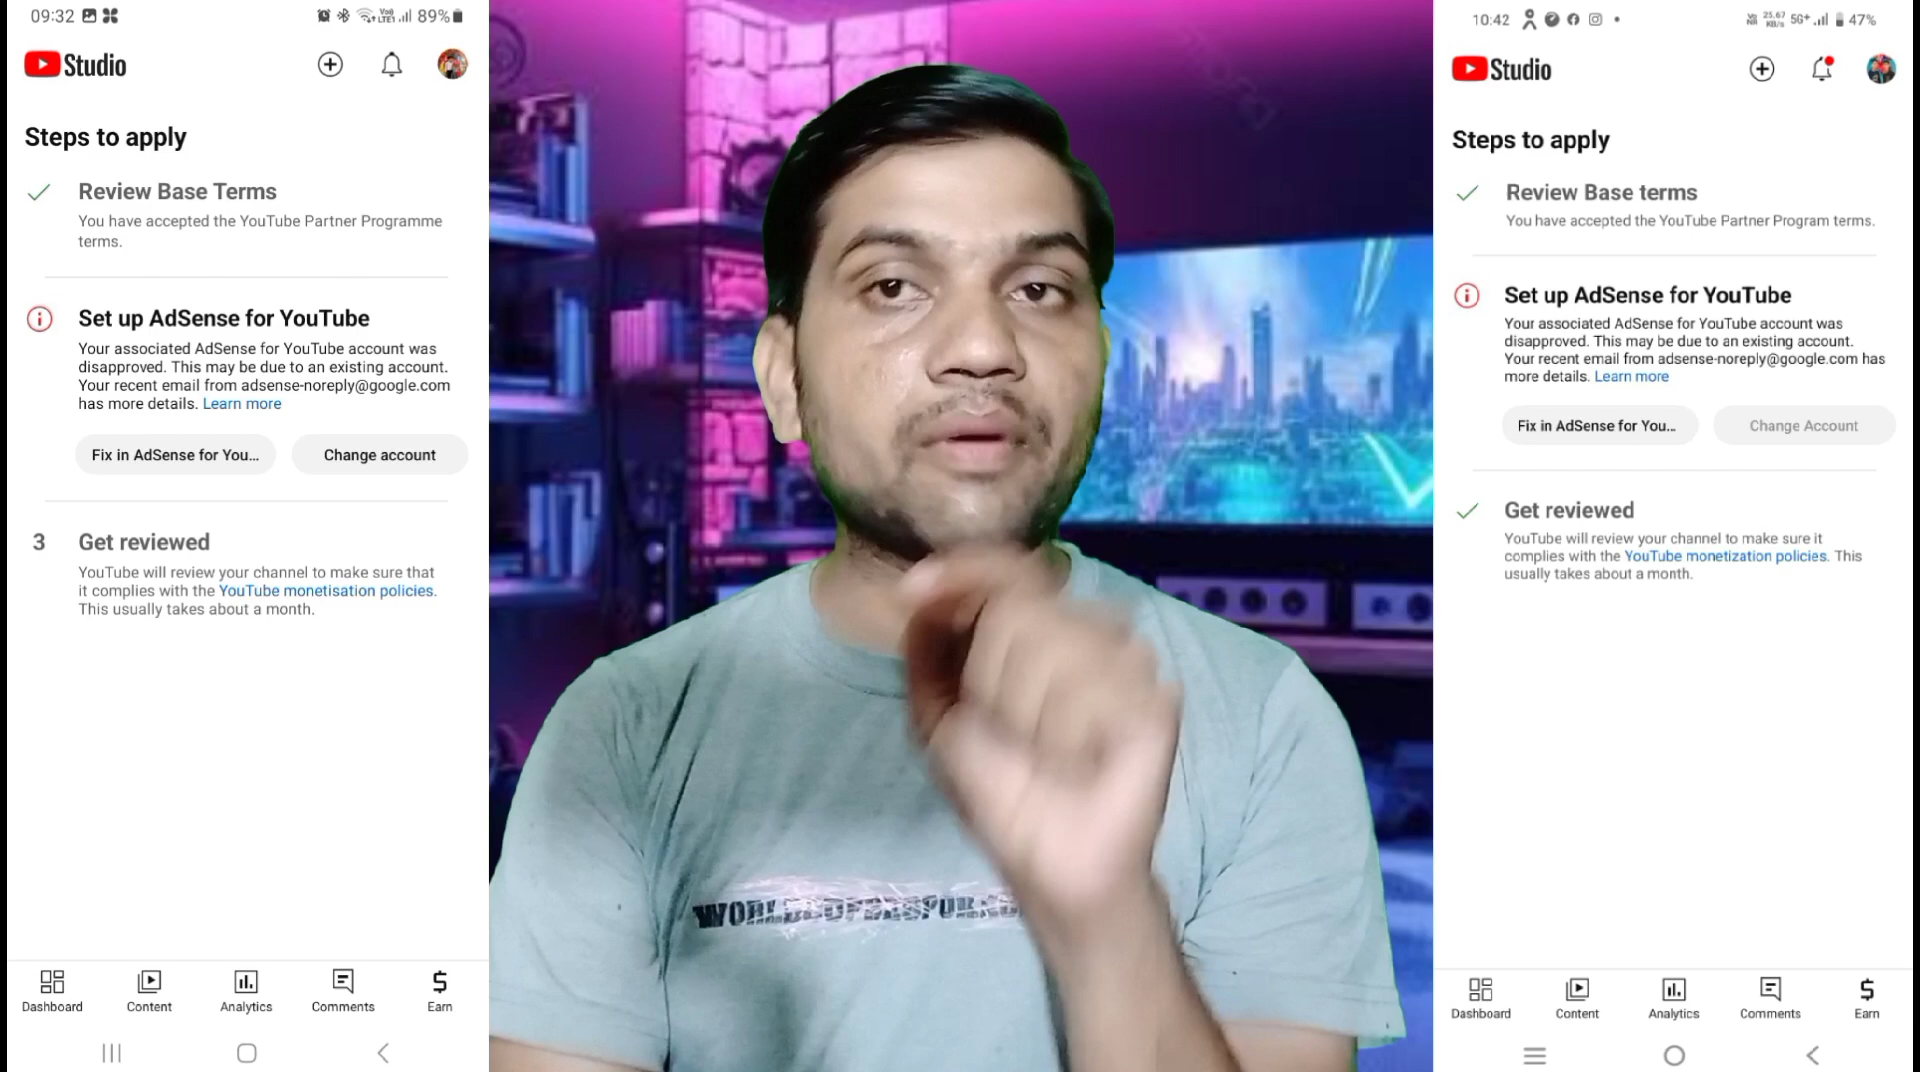 09:32
Vo)) LTE1 89%
Studio
Steps to apply
Review Base Terms
You have accepted the YouTube Partner Programme
terms.
Set up AdSense for YouTube
Your associated AdSense for YouTube account was
disapproved. This may be due to an existing account.
Your recent email from adsense-noreply@google.com
has more details. Learn more
Fix in AdSense for You...
Change account
3
Get reviewed
YouTube will review your channel to make sure that
it complies with the YouTube monetisation policies.
This usually takes about a month.
Dashboard
Content
Analytics
Comments
Earn
10:42
25.67 KB/s 5G+ 47%
Studio
Steps to apply
Review Base terms
You have accepted the YouTube Partner Program terms.
Set up AdSense for YouTube
Your associated AdSense for YouTube account was
disapproved. This may be due to an existing account.
Your recent email from adsense-noreply@google.com has
more details. Learn more
Fix in AdSense for You...
Change Account
Get reviewed
YouTube will review your channel to make sure it
complies with the YouTube monetization policies. This
usually takes about a month.
Dashboard
Content
Analytics
Comments
Earn